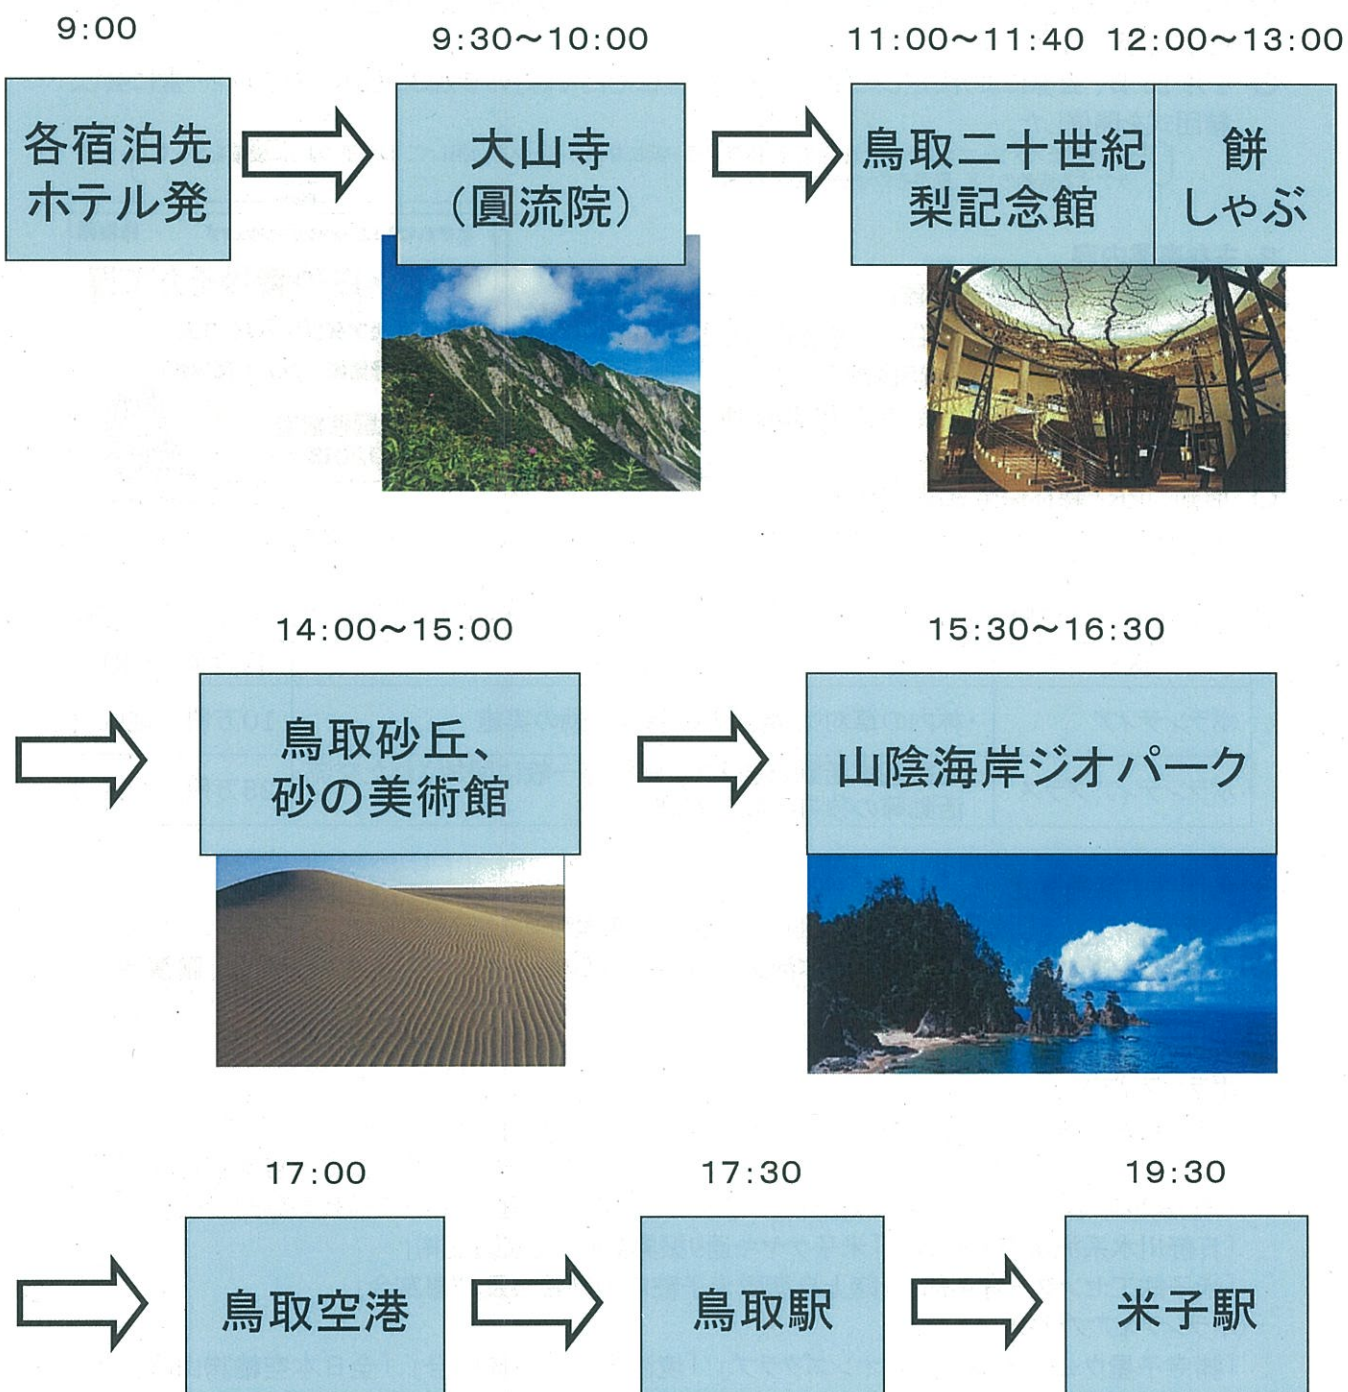 9:00
9:30～10:00
11:00～11:40 12:00～13:00
各宿泊先
ホテル発
大山寺
（圓流院）
鳥取二十世紀
梨記念館
餅
しゃぶ
14:00～15:00
15:30～16:30
鳥取砂丘、
砂の美術館
山陰海岸ジオパーク
17:00
17:30
19:30
鳥取空港
鳥取駅
米子駅